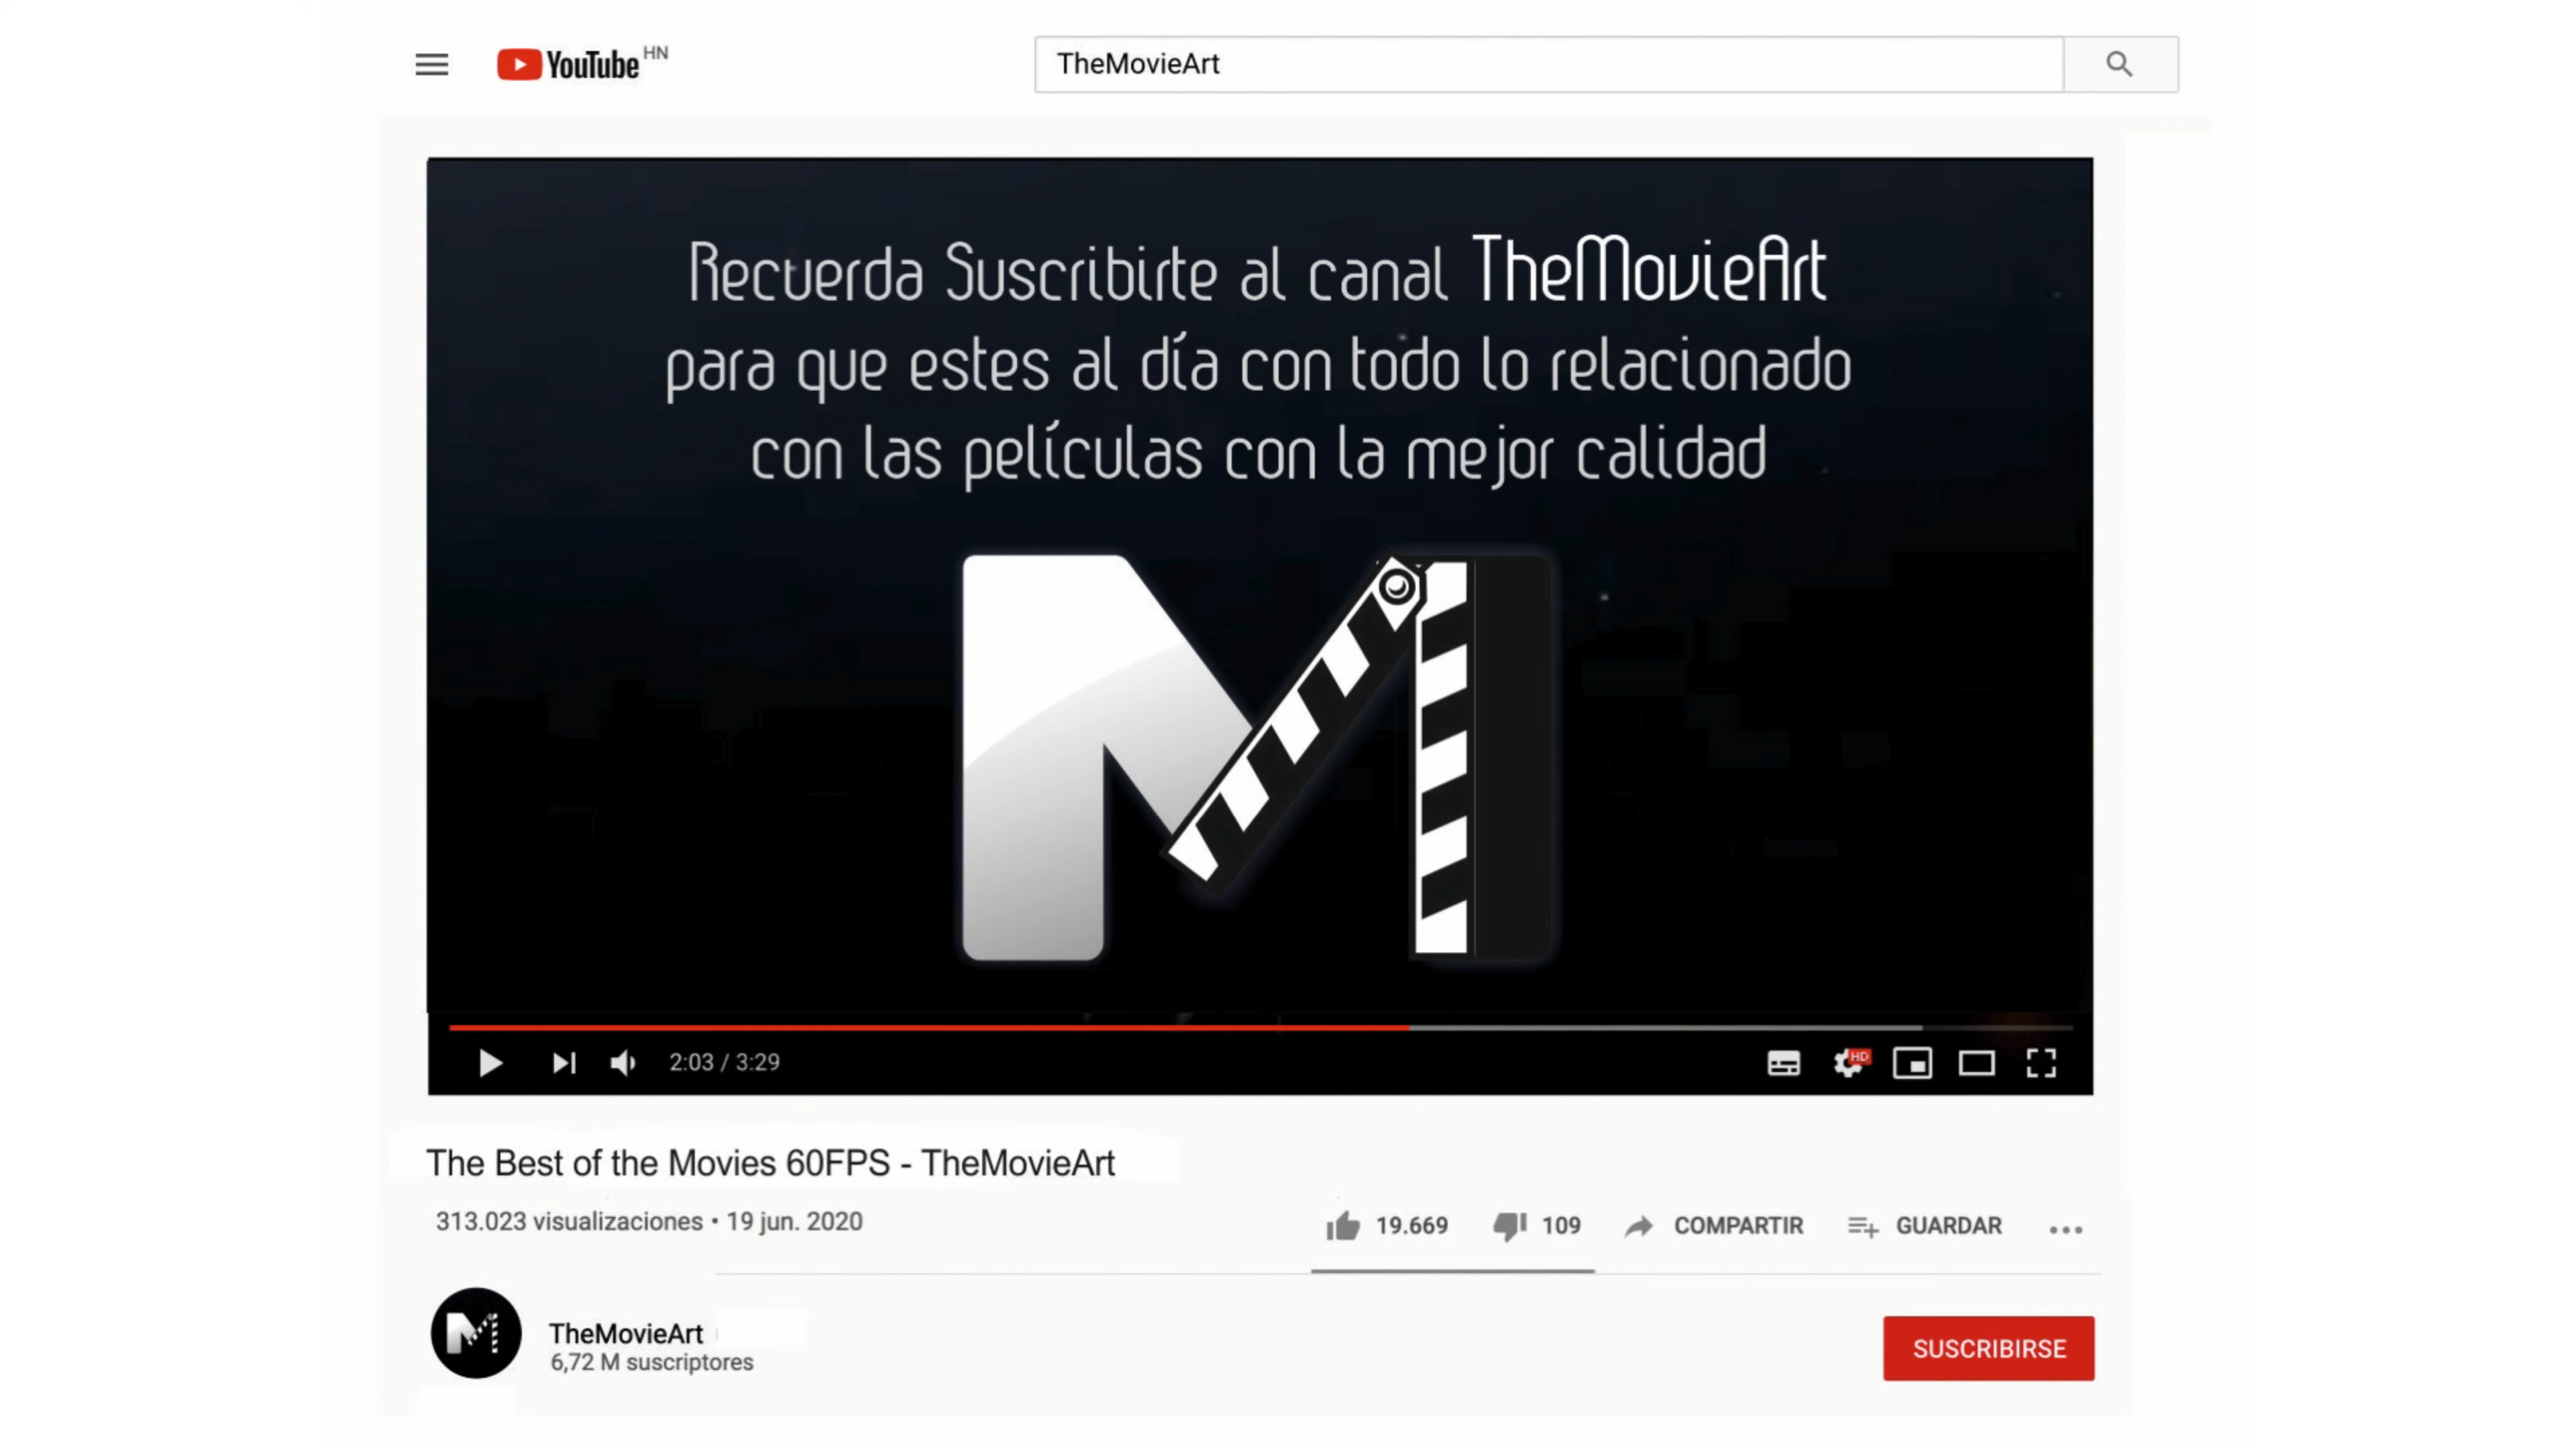 YouTube HN
TheMovieArt
Recuerda Suscribirte al canal TheMovieArt
para que estes al día con todo lo relacionado
con las películas con la mejor calidad
M
2:03 / 3:29
HD
The Best of the Movies 60FPS - TheMovieArt
313.023 visualizaciones • 19 jun. 2020
19.669 109 COMPARTIR GUARDAR
M
TheMovieArt
6,72 M suscriptores
SUSCRIBIRSE